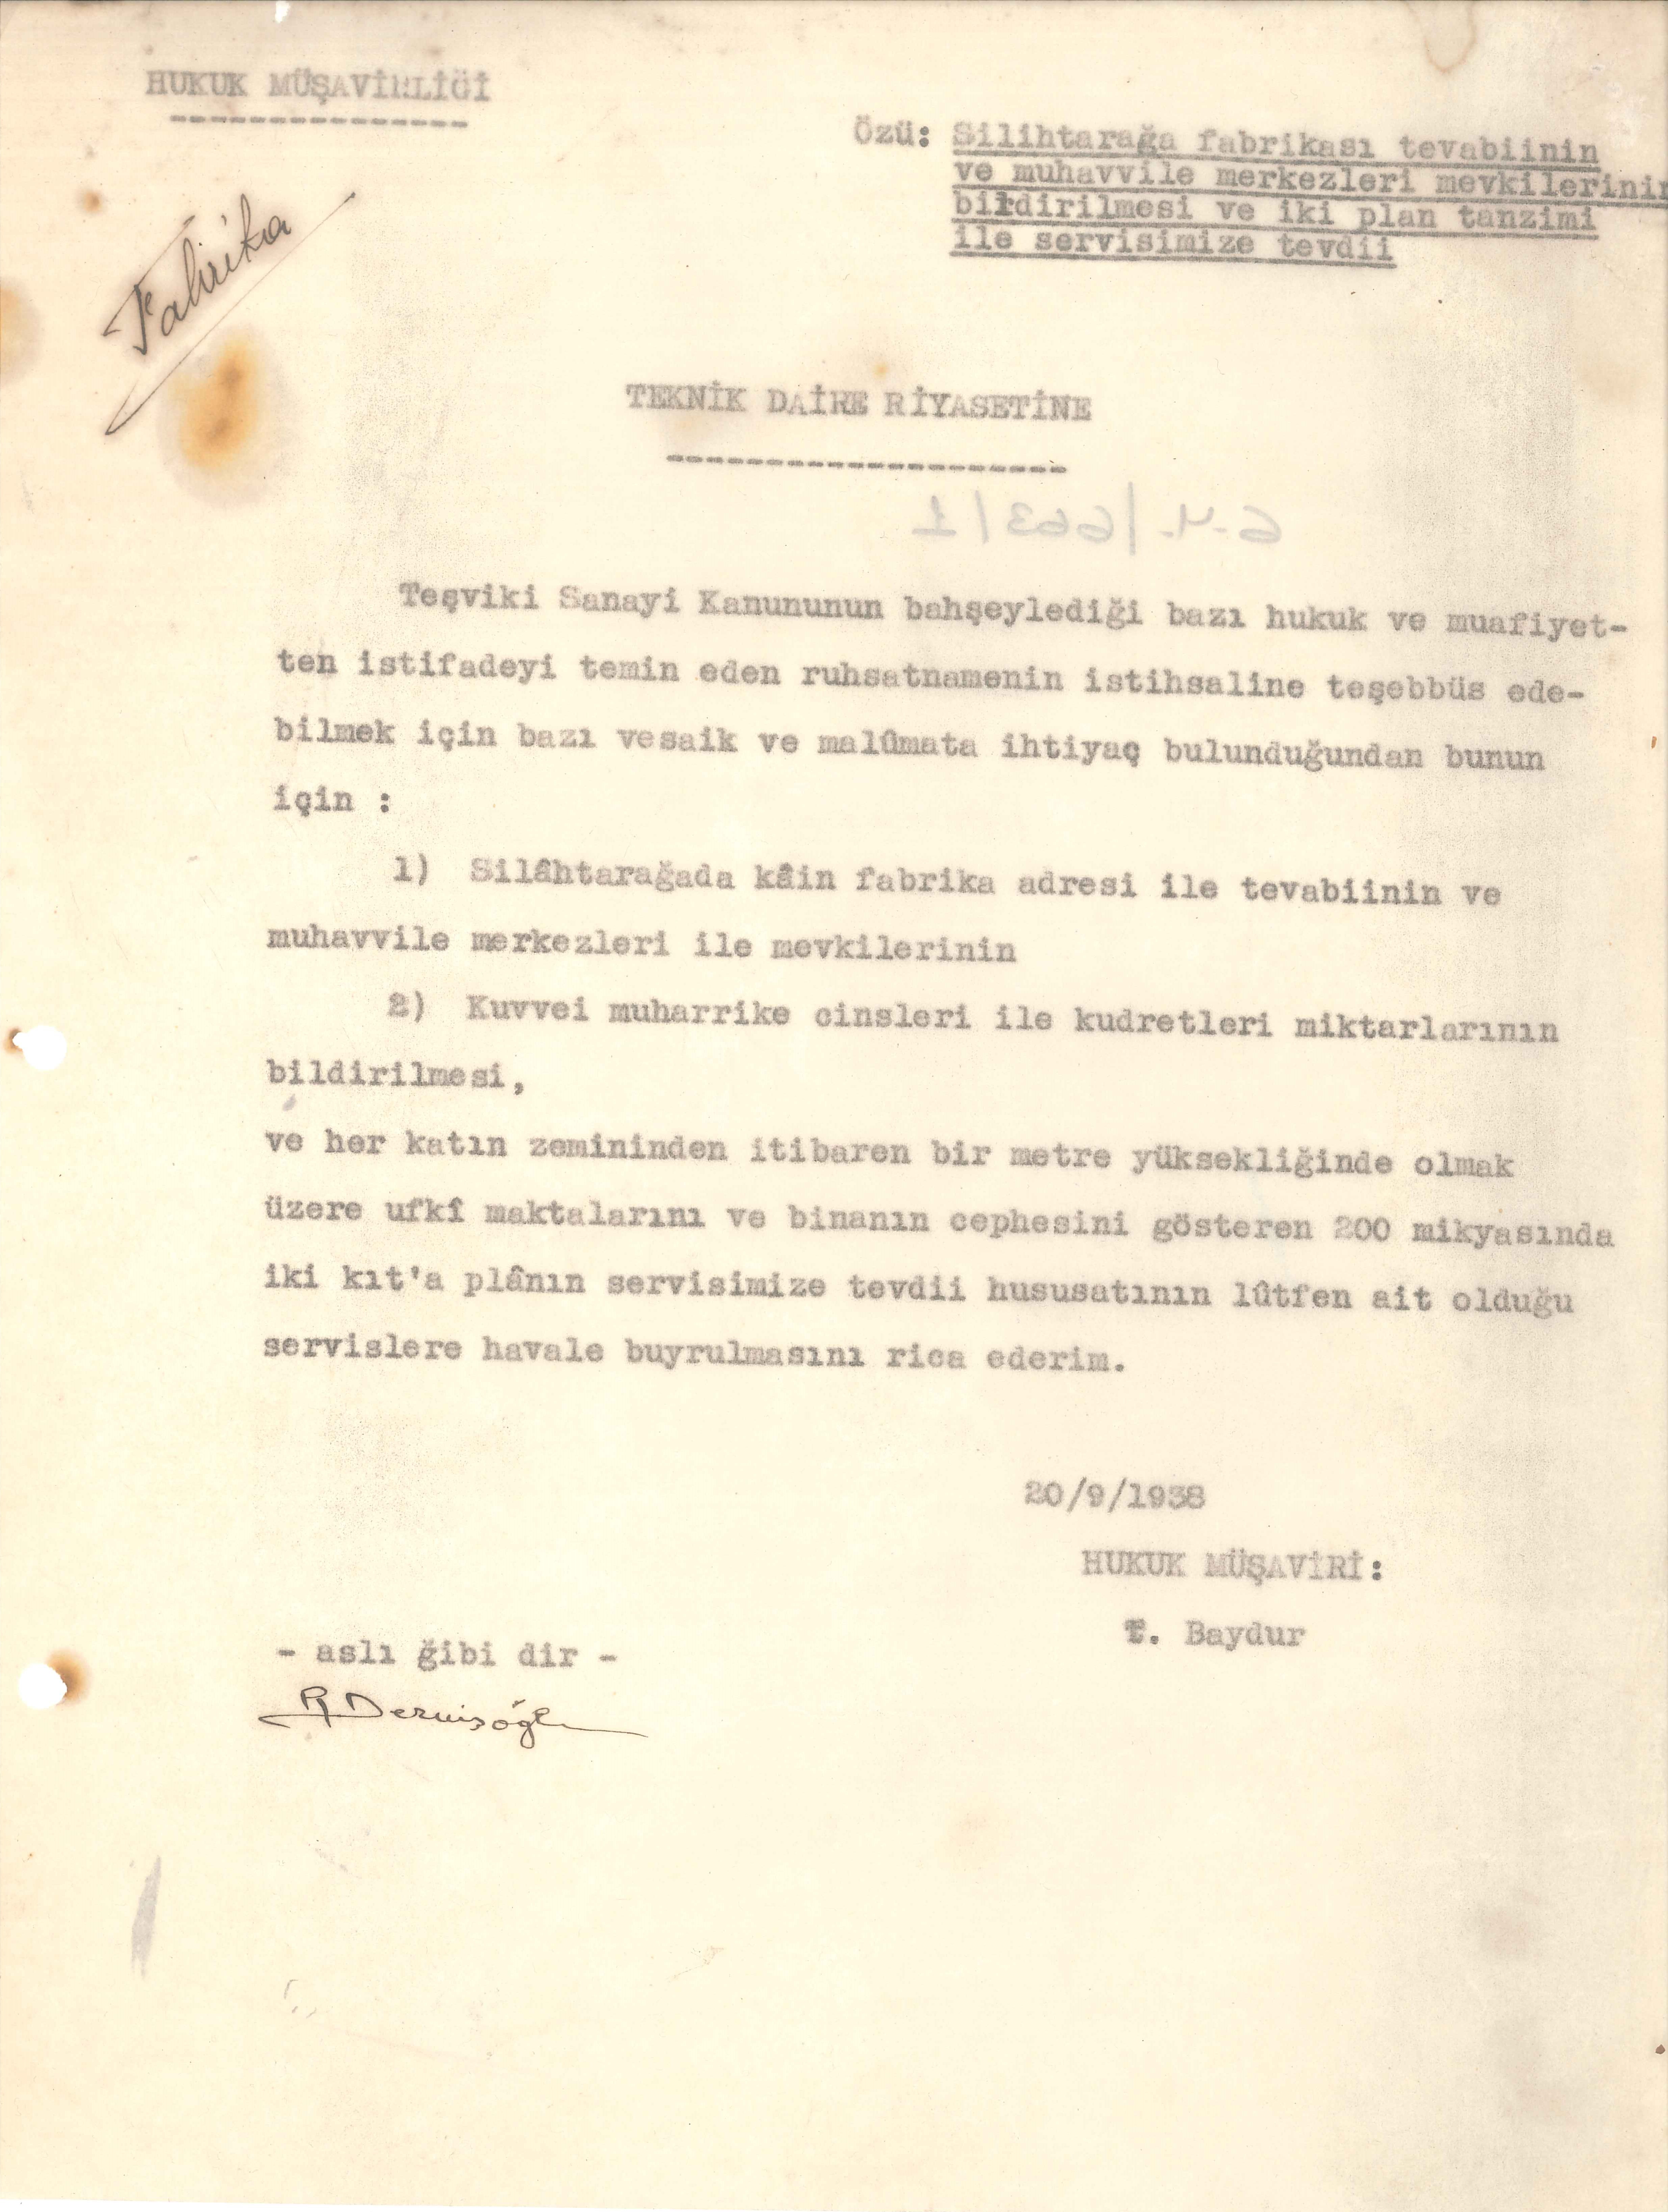 HUKUK MÜŞAVİRLİĞİ
Özü: Silihtarağa fabrikası tevabiinin
ve muhavvile merkezleri mevkilerinin
bildirilmesi ve iki plan tanzimi
ile servisimize tevdii
Fabrika
TEKNİK DAİRE RİYASETİNE
6-4./663/1
Teşviki Sanayi Kanununun bahşeylediği bazı hukuk ve muafiyet-
ten istifadeyi temin eden ruhsatnamenin istihsaline teşebbüs ede-
bilmek için bazı vesaik ve malûmata ihtiyaç bulunduğundan bunun
için :
1) Silâhtarağada kâin fabrika adresi ile tevabiinin ve
muhavvile merkezleri ile mevkilerinin
2) Kuvvei muharrike cinsleri ile kudretleri miktarlarının
bildirilmesi,
ve her katın zemininden itibaren bir metre yüksekliğinde olmak
üzere ufkî maktalarını ve binanın cephesini gösteren 200 mikyasında
iki kıt'a plânın servisimize tevdii hususatının lûtfen ait olduğu
servislere havale buyrulmasını rica ederim.
20/9/1938
HUKUK MÜŞAVİRİ:
T. Baydur
- aslı ğibi dir -